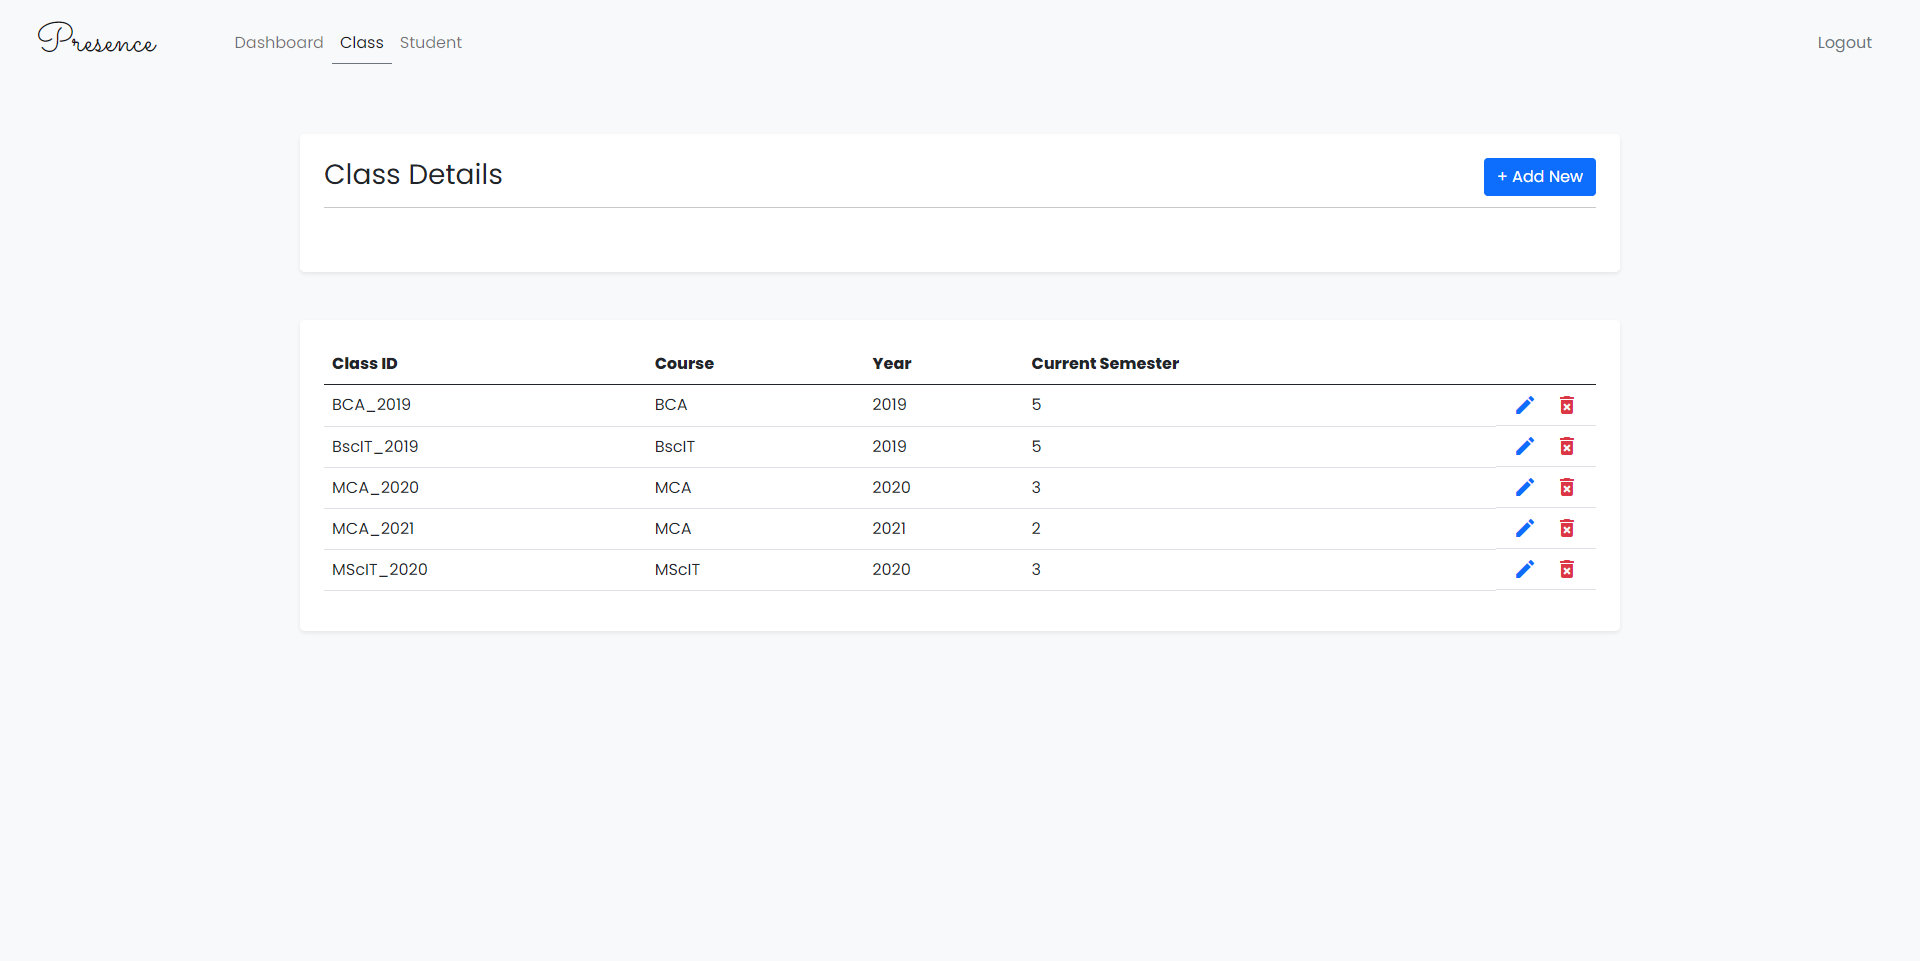 Presence Dashboard Class Student Logout
Class Details + Add New
Class ID Course Year Current Semester
BCA_2019 BCA 2019 5
BscIT_2019 BscIT 2019 5
MCA_2020 MCA 2020 3
MCA_2021 MCA 2021 2
MScIT_2020 MScIT 2020 3